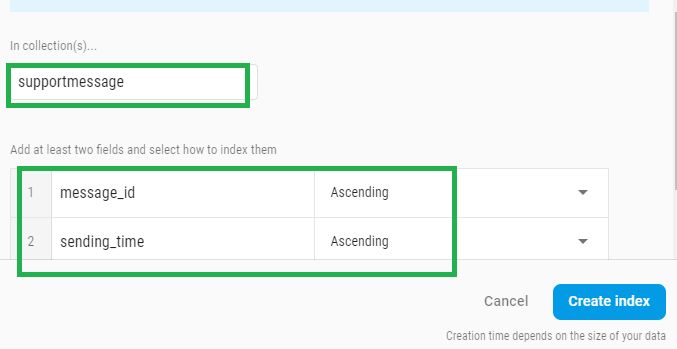 In collection(s)...
supportmessage
Add at least two fields and select how to index them
1 message_id Ascending
2 sending_time Ascending
Cancel Create index
Creation time depends on the size of your data